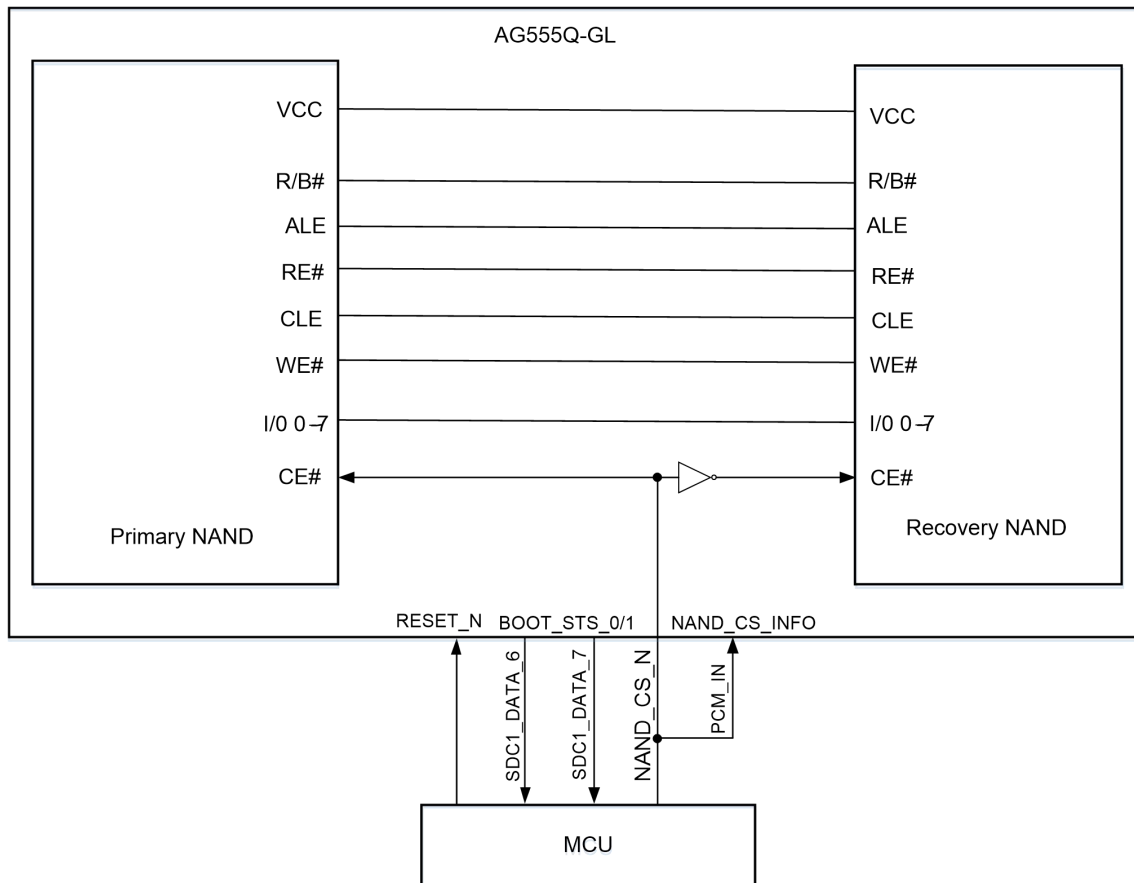 AG555Q-GL
VCC
VCC
R/B#
R/B#
ALE
ALE
RE#
RE#
CLE
CLE
WE#
WE#
I/0 0–7
I/0 0–7
CE#
CE#
Primary NAND
Recovery NAND
RESET_N
BOOT_STS_0/1
NAND_CS_INFO
SDC1_DATA_6
SDC1_DATA_7
NAND_CS_N
PCM_IN
MCU